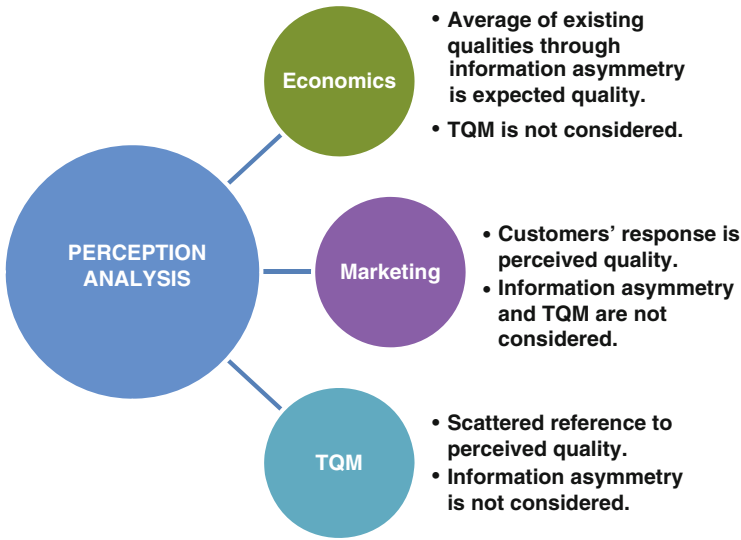 PERCEPTION
ANALYSIS
Economics
• Average of existing
qualities through
information asymmetry
is expected quality.
• TQM is not considered.
Marketing
• Customers’ response is
perceived quality.
• Information asymmetry
and TQM are not
considered.
TQM
• Scattered reference to
perceived quality.
• Information asymmetry
is not considered.